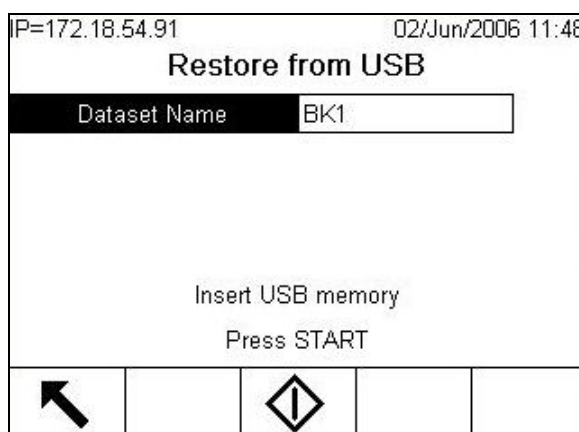 IP=172.18.54.91 02/Jun/2006 11:48
Restore from USB
Dataset Name BK1
Insert USB memory
Press START